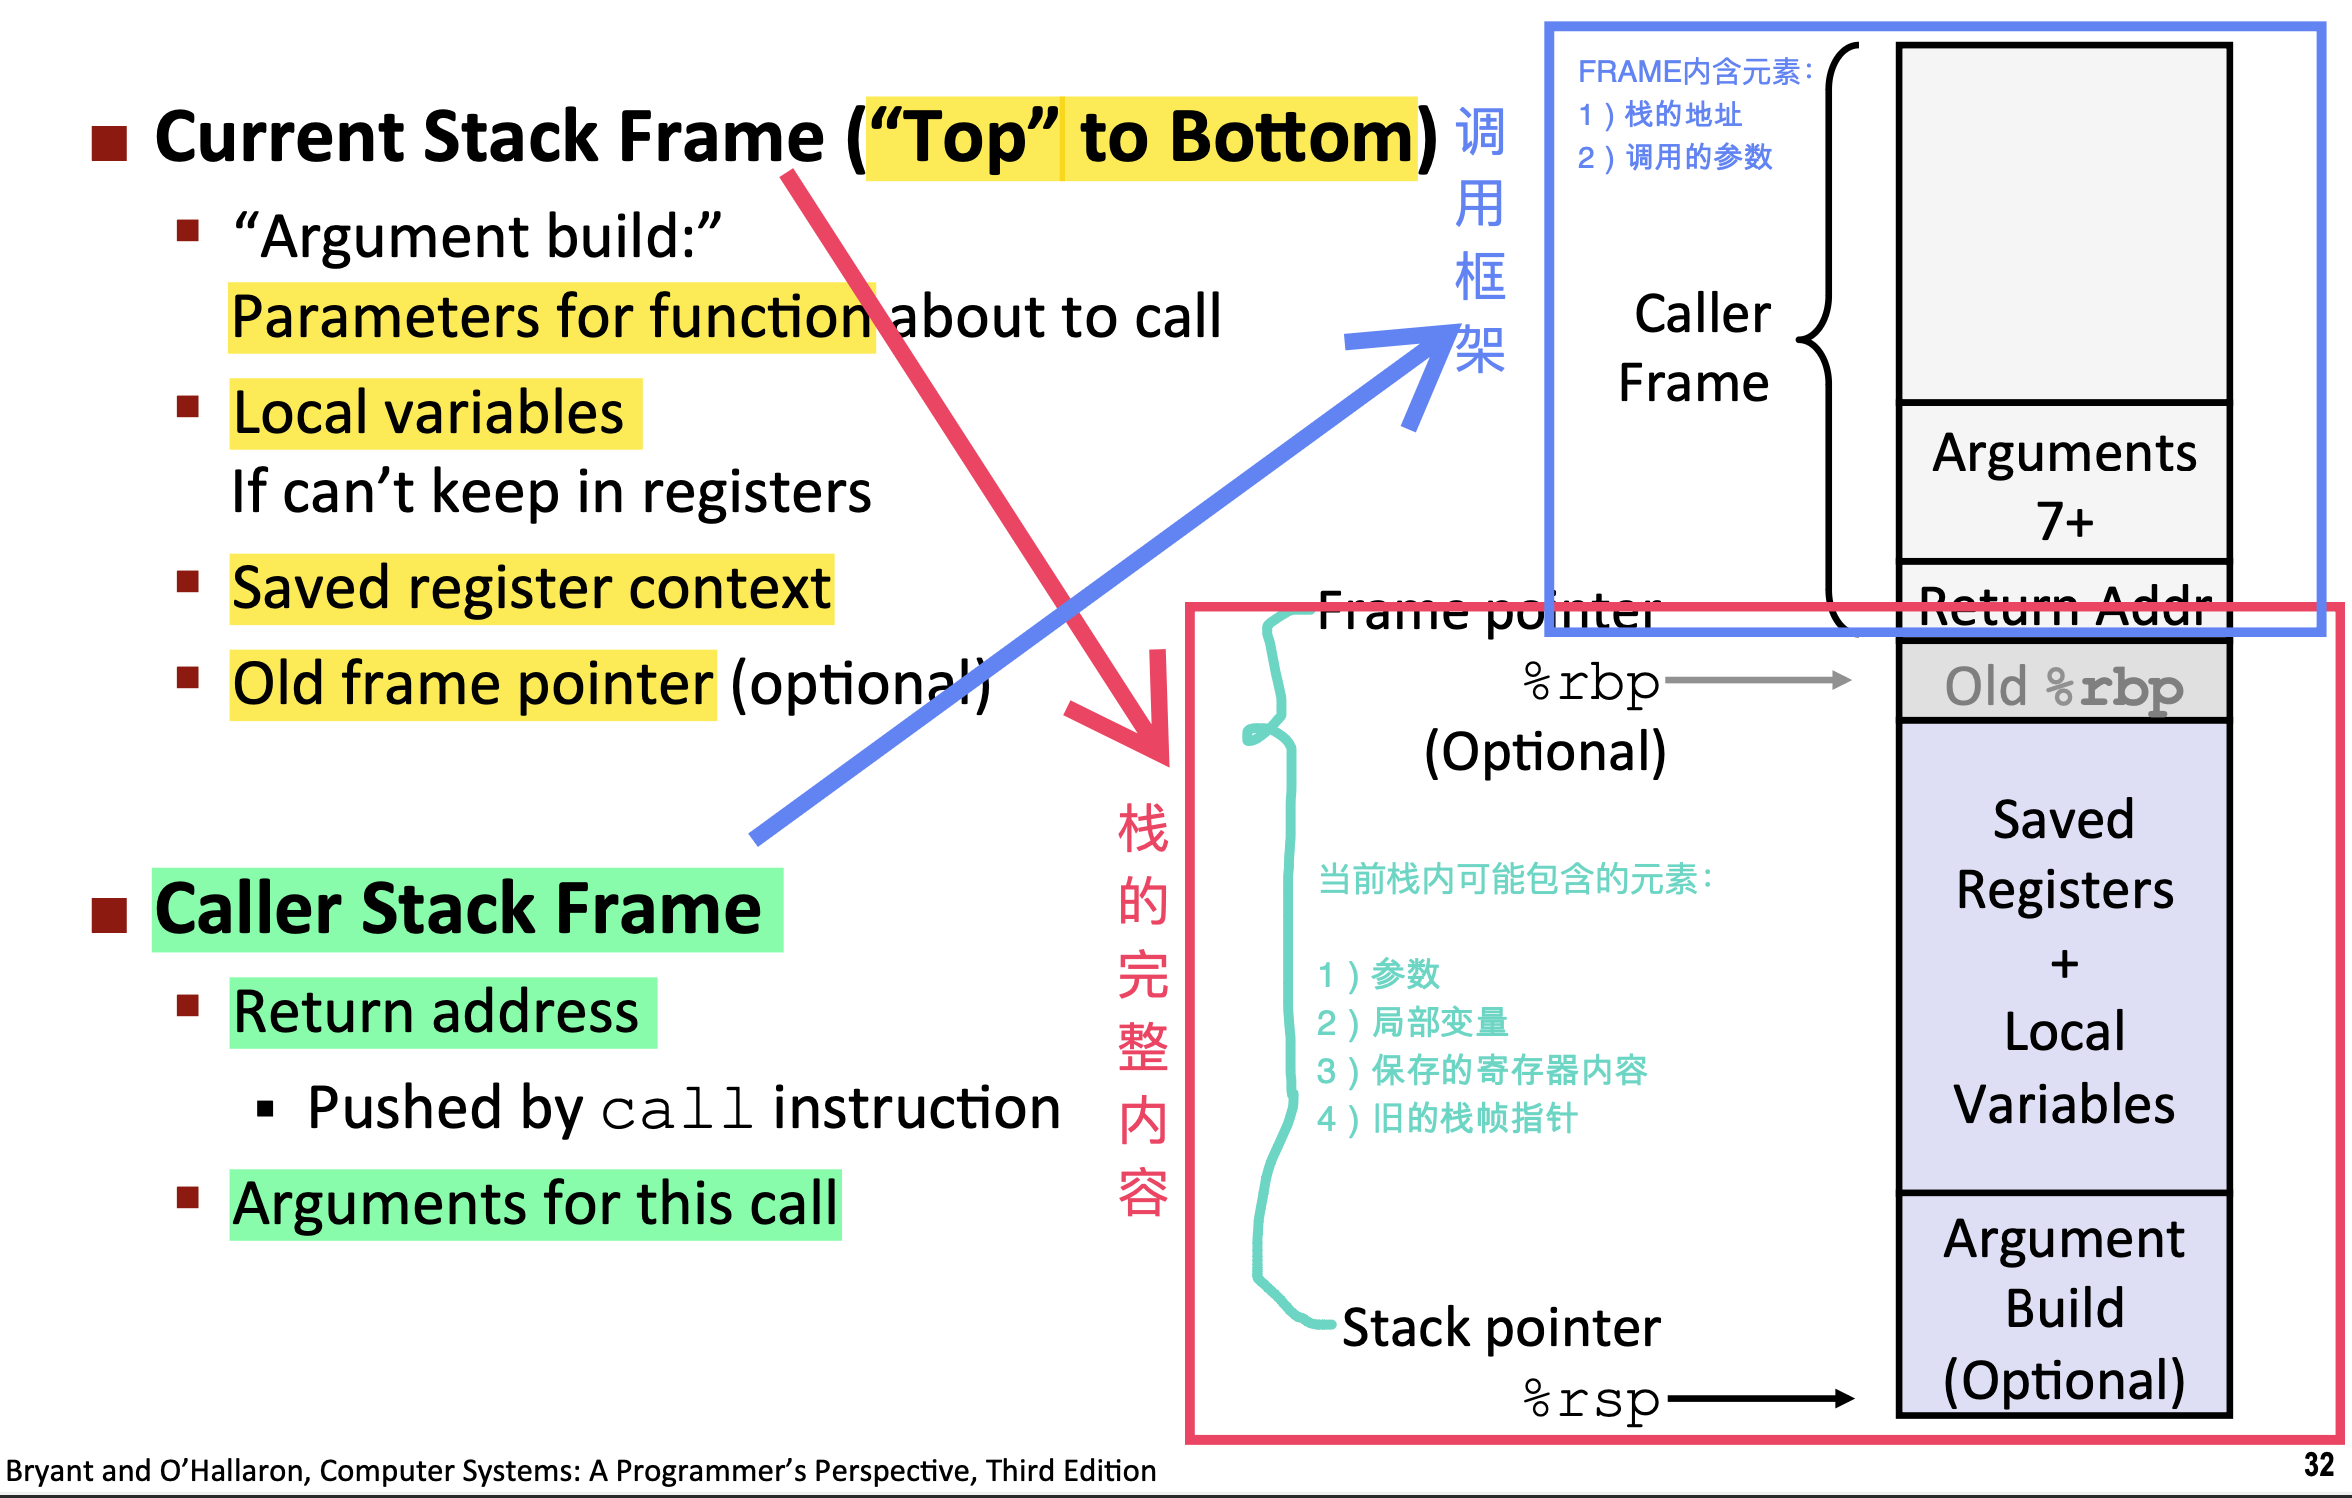 Current Stack Frame (“Top” to Bottom)
“Argument build:”
Parameters for function about to call
Local variables
If can’t keep in registers
Saved register context
Old frame pointer (optional)
Caller Stack Frame
Return address
Pushed by call instruction
Arguments for this call
调用框架
栈的完整内容
FRAME内含元素：
1）栈的地址
2）调用的参数
Caller
Frame
Arguments
7+
Return Addr
Frame pointer
%rbp
(Optional)
Old %rbp
当前栈内可能包含的元素：
1）参数
2）局部变量
3）保存的寄存器内容
4）旧的栈帧指针
Saved
Registers
+
Local
Variables
Argument
Build
(Optional)
Stack pointer
%rsp
Bryant and O’Hallaron, Computer Systems: A Programmer’s Perspective, Third Edition
32